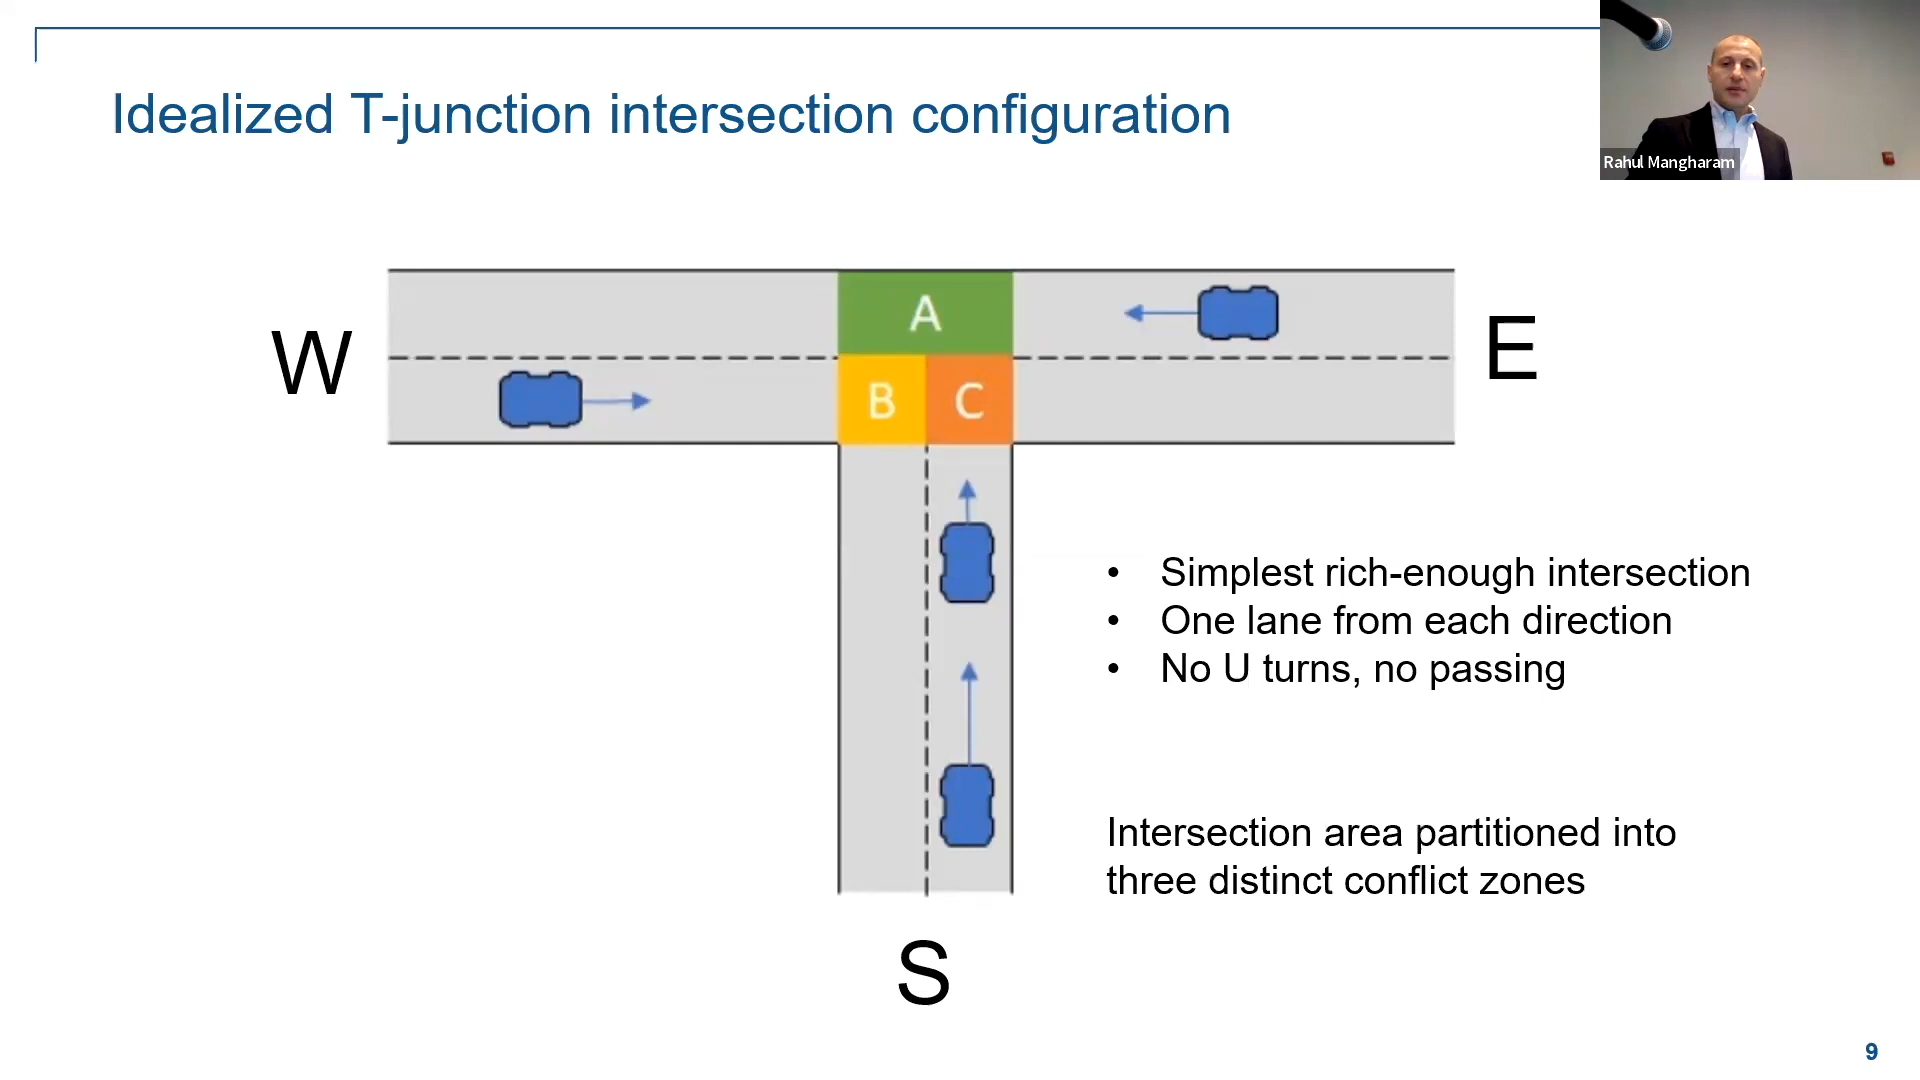 Idealized T-junction intersection configuration
Rahul Mangharam
W
A
E
B
C
• Simplest rich-enough intersection
• One lane from each direction
• No U turns, no passing
Intersection area partitioned into
three distinct conflict zones
S
9